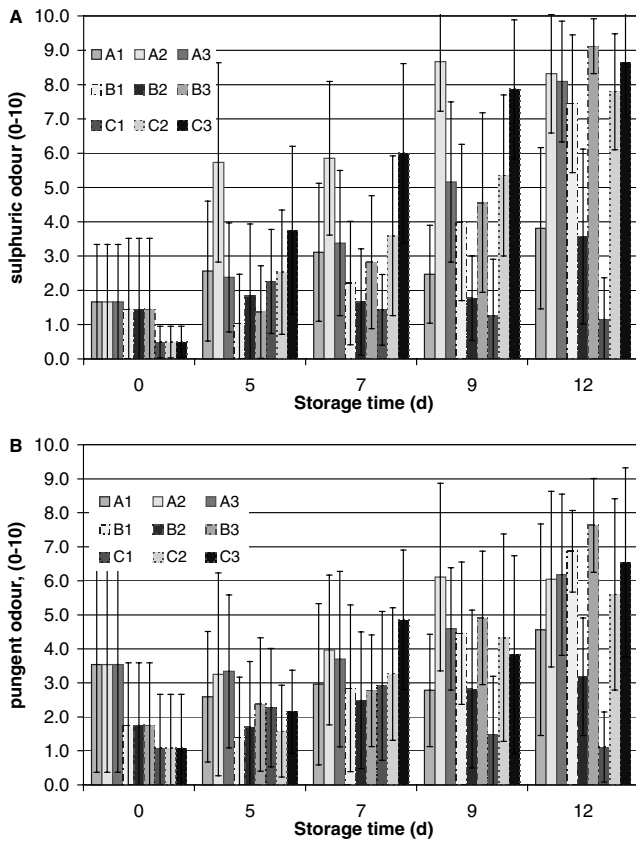 A
sulphuric odour (0-10)
10.0
9.0
8.0
7.0
6.0
5.0
4.0
3.0
2.0
1.0
0.0
A1 A2 A3
B1 B2 B3
C1 C2 C3
0 5 7 9 12
Storage time (d)
B
pungent odour, (0-10)
10.0
9.0
8.0
7.0
6.0
5.0
4.0
3.0
2.0
1.0
0.0
A1 A2 A3
B1 B2 B3
C1 C2 C3
0 5 7 9 12
Storage time (d)